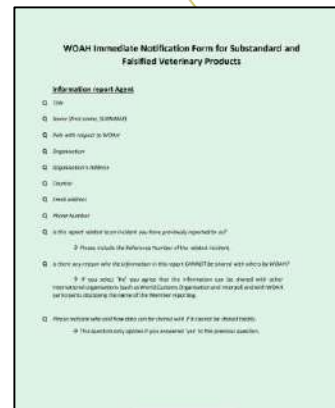 WOAH Immediate Notification Form for Substandard and
Falsified Veterinary Products
Information report Agent
Q Title
Q Name (First name, SURNAME)
Q Role with respect to WOAH
Q Organisation
Q Organisation's Address
Q Country
Q Email address
Q Phone Number
Q Is this report related to an incident you have previously reported to us?
→ Please include the Reference Number of the related incident.
Q Is there any reason why the information in this report CANNOT be shared with others by WOAH?
→ If you select 'No' you agree that the information can be shared with other
international organisations (such as World Customs Organisation and Interpol) and with WOAH
participants disclosing the name of the Member reporting.
Q Please indicate who and how data can be shared with if it cannot be shared freely.
→ This question only applies if you answered 'yes' to the previous question.